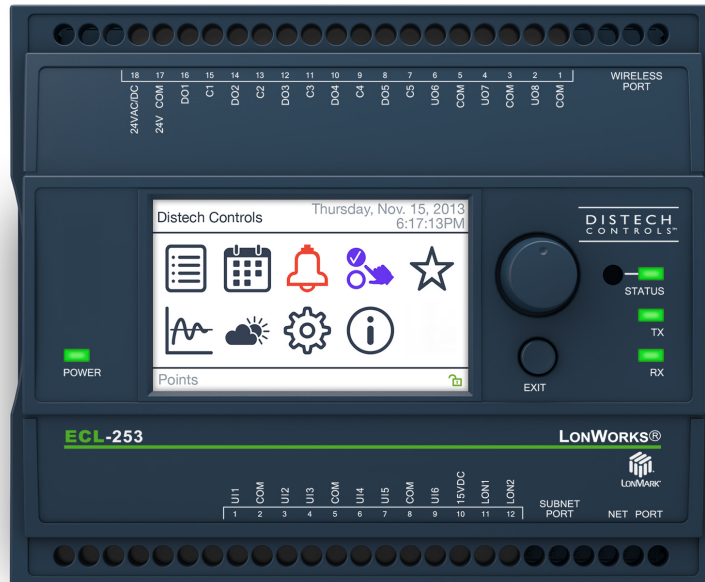 18 17 16 15 14 13 12 11 10 9 8 7 6 5 4 3 2 1
24VAC/DC 24V COM DO1 C1 DO2 C2 DO3 C3 DO4 C4 DO5 C5 UO6 COM UO7 COM UO8 COM
WIRELESS
PORT
Distech Controls
Thursday, Nov. 15, 2013
6:17:13PM
Points
DISTECH
CONTROLS™
STATUS
TX
RX
POWER
EXIT
ECL-253
LONWORKS®
LONMARK
UI1 COM UI2 UI3 COM UI4 UI5 COM UI6 15VDC LON1 LON2
1 2 3 4 5 6 7 8 9 10 11 12
SUBNET
PORT
NET PORT